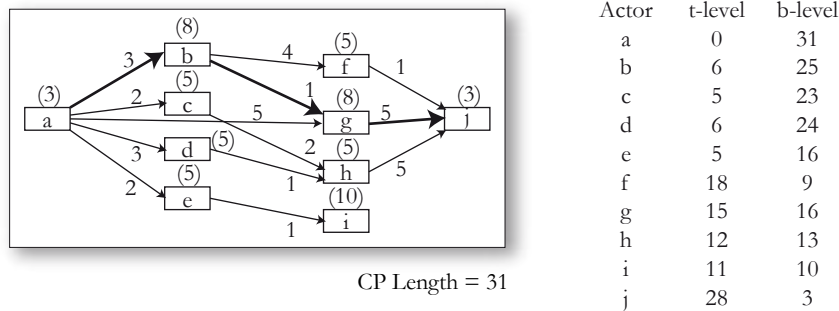 (8)
b
(5)
f
(3)
a
(5)
c
(8)
g
(3)
j
d
(5)
(5)
h
(5)
e
(10)
i
3
4
1
2
1
5
5
3
2
1
5
2
1
CP Length = 31
Actor t-level b-level
a 0 31
b 6 25
c 5 23
d 6 24
e 5 16
f 18 9
g 15 16
h 12 13
i 11 10
j 28 3